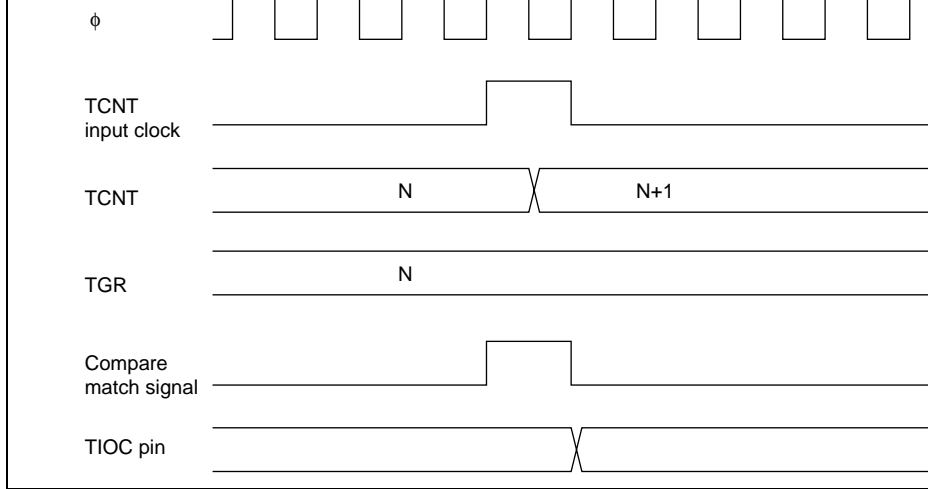 ϕ
TCNT
input clock
TCNT
N
N+1
TGR
N
Compare
match signal
TIOC pin